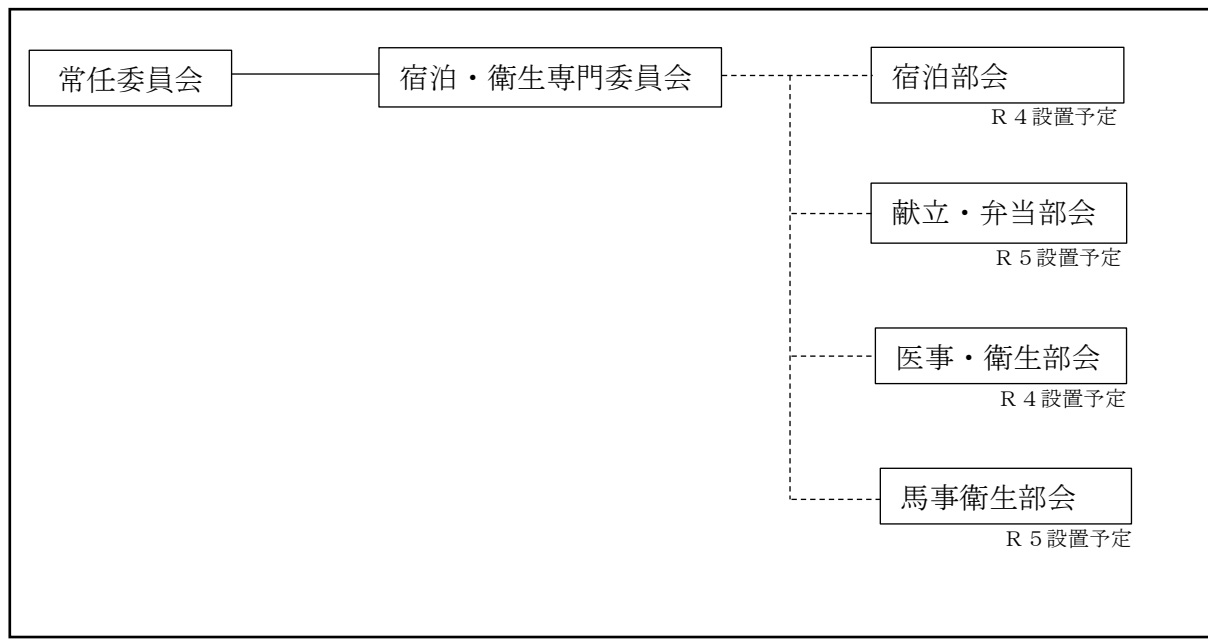 常任委員会
宿泊・衛生専門委員会
宿泊部会
Ｒ４設置予定
献立・弁当部会
Ｒ５設置予定
医事・衛生部会
Ｒ４設置予定
馬事衛生部会
Ｒ５設置予定